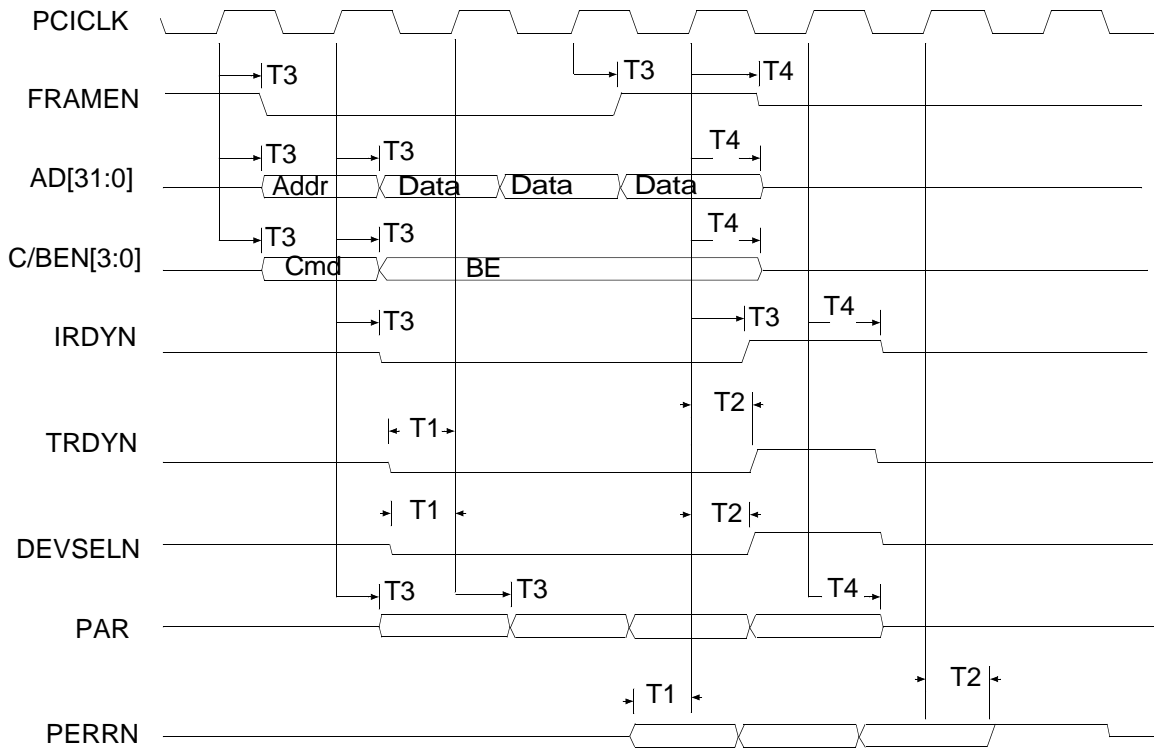 PCICLK
T3 T3 T4
FRAMEN
T3 T3 T4
AD[31:0] Addr Data Data Data
T3 T3 T4
C/BEN[3:0] Cmd BE
T3 T3 T4
IRDYN
T2
T1
TRDYN
T1 T2
DEVSELN
T3 T3 T4
PAR
T1 T2
PERRN